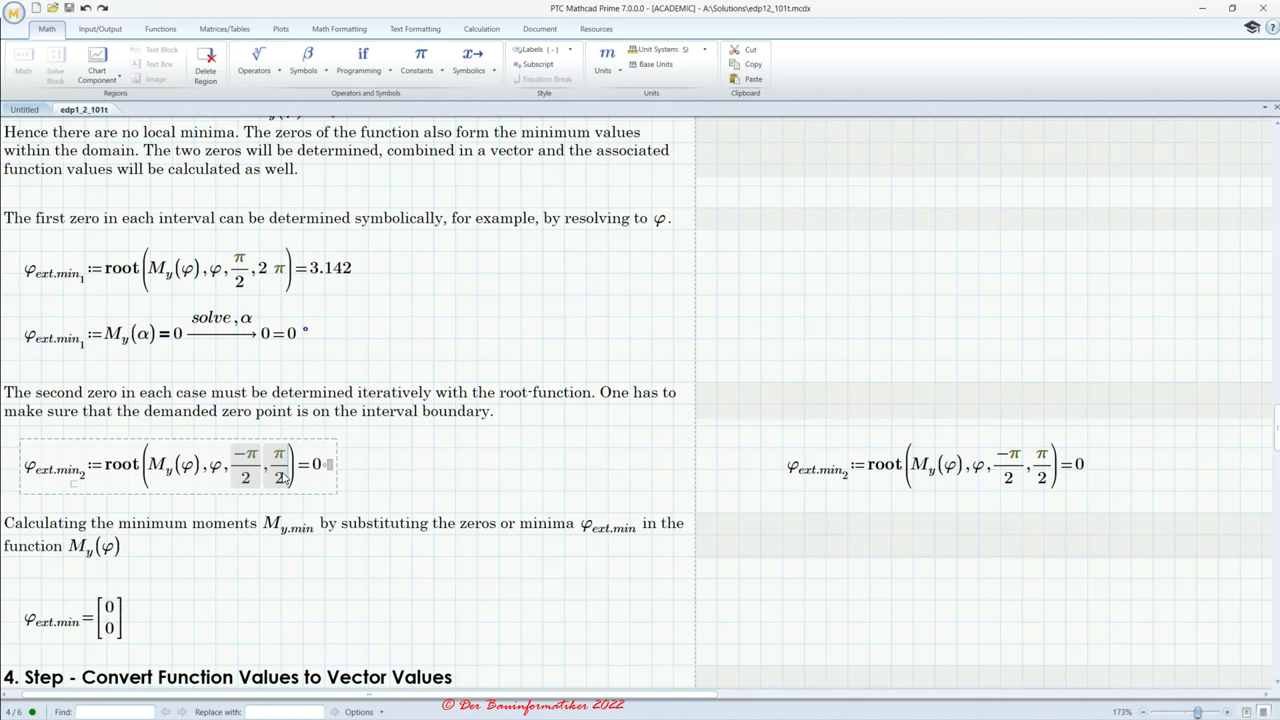 PTC Mathcad Prime 7.0.0.0 - [ACADEMIC] - A:\Solutions\edp12_101t.mcdx
Math Input/Output Functions Matrices/Tables Plots Math Formatting Text Formatting Calculation Document Resources
Math Solve Block Chart Component Text Block Text Box Image Delete Region Operators Symbols Programming Constants Symbolics Labels ( - ) Subscript Equation Break Units Unit System: SI Base Units Cut Copy Paste
Regions Operators and Symbols Style Units Clipboard
Untitled edp1_2_101t
Hence there are no local minima. The zeros of the function also form the minimum values
within the domain. The two zeros will be determined, combined in a vector and the associated
function values will be calculated as well.
The first zero in each interval can be determined symbolically, for example, by resolving to φ.
φext.min1 := root(My(φ), φ, π/2, 2 π) = 3.142
φext.min1 := My(α) = 0 solve, α → 0 = 0 °
The second zero in each case must be determined iteratively with the root-function. One has to
make sure that the demanded zero point is on the interval boundary.
φext.min2 := root(My(φ), φ, -π/2, π/2) = 0
φext.min2 := root(My(φ), φ, -π/2, π/2) = 0
Calculating the minimum moments My.min by substituting the zeros or minima φext.min in the
function My(φ)
φext.min = [0 0]
4. Step - Convert Function Values to Vector Values
© Der Bauinformatiker 2022
4 / 6 Find: Replace with: Options 173%